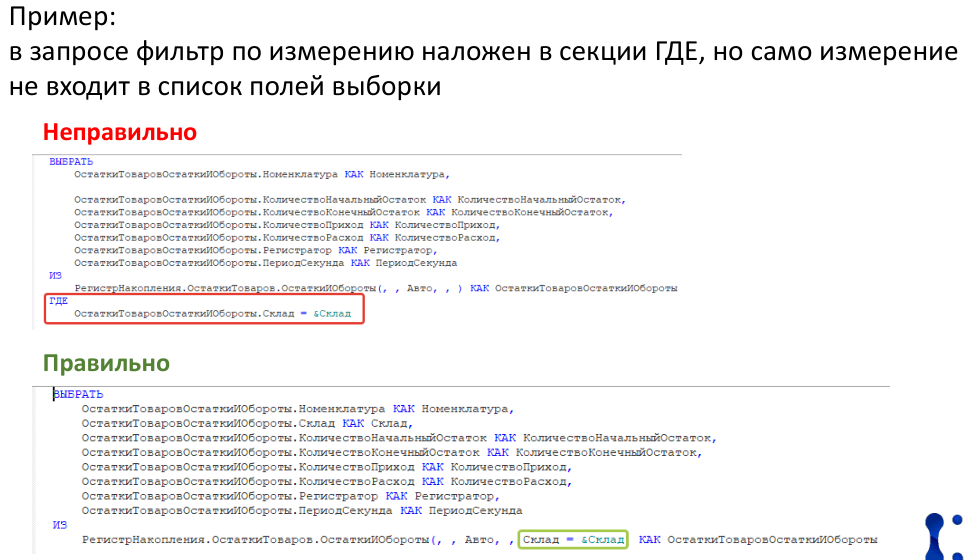 Пример:
в запросе фильтр по измерению наложен в секции ГДЕ, но само измерение
не входит в список полей выборки
Неправильно
ВЫБРАТЬ
ОстаткиТоваровОстаткиИОбороты.Номенклатура КАК Номенклатура,
ОстаткиТоваровОстаткиИОбороты.КоличествоНачальныйОстаток КАК КоличествоНачальныйОстаток,
ОстаткиТоваровОстаткиИОбороты.КоличествоКонечныйОстаток КАК КоличествоКонечныйОстаток,
ОстаткиТоваровОстаткиИОбороты.КоличествоПриход КАК КоличествоПриход,
ОстаткиТоваровОстаткиИОбороты.КоличествоРасход КАК КоличествоРасход,
ОстаткиТоваровОстаткиИОбороты.Регистратор КАК Регистратор,
ОстаткиТоваровОстаткиИОбороты.ПериодСекунда КАК ПериодСекунда
ИЗ
РегистрНакопления.ОстаткиТоваров.ОстаткиИОбороты(, , Авто, , ) КАК ОстаткиТоваровОстаткиИОбороты
ГДЕ
ОстаткиТоваровОстаткиИОбороты.Склад = &Склад
Правильно
ВЫБРАТЬ
ОстаткиТоваровОстаткиИОбороты.Номенклатура КАК Номенклатура,
ОстаткиТоваровОстаткиИОбороты.Склад КАК Склад,
ОстаткиТоваровОстаткиИОбороты.КоличествоНачальныйОстаток КАК КоличествоНачальныйОстаток,
ОстаткиТоваровОстаткиИОбороты.КоличествоКонечныйОстаток КАК КоличествоКонечныйОстаток,
ОстаткиТоваровОстаткиИОбороты.КоличествоПриход КАК КоличествоПриход,
ОстаткиТоваровОстаткиИОбороты.КоличествоРасход КАК КоличествоРасход,
ОстаткиТоваровОстаткиИОбороты.Регистратор КАК Регистратор,
ОстаткиТоваровОстаткиИОбороты.ПериодСекунда КАК ПериодСекунда
ИЗ
РегистрНакопления.ОстаткиТоваров.ОстаткиИОбороты(, , Авто, , Склад = &Склад) КАК ОстаткиТоваровОстаткиИОбороты